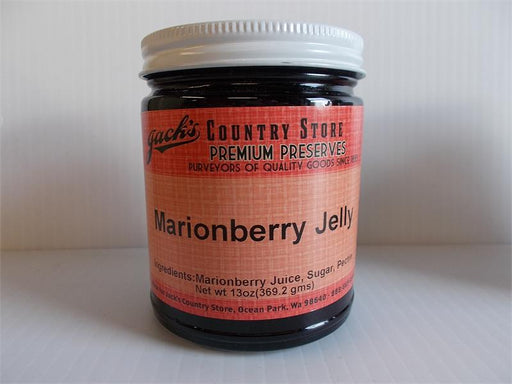 Jack's COUNTRY STORE
PREMIUM PRESERVES
PURVEYORS OF QUALITY GOODS SINCE
Marionberry Jelly
Ingredients:Marionberry Juice, Sugar,
Net wt 13oz(369.2 gms)
Jack's Country Store, Ocean Park, Wa 98640